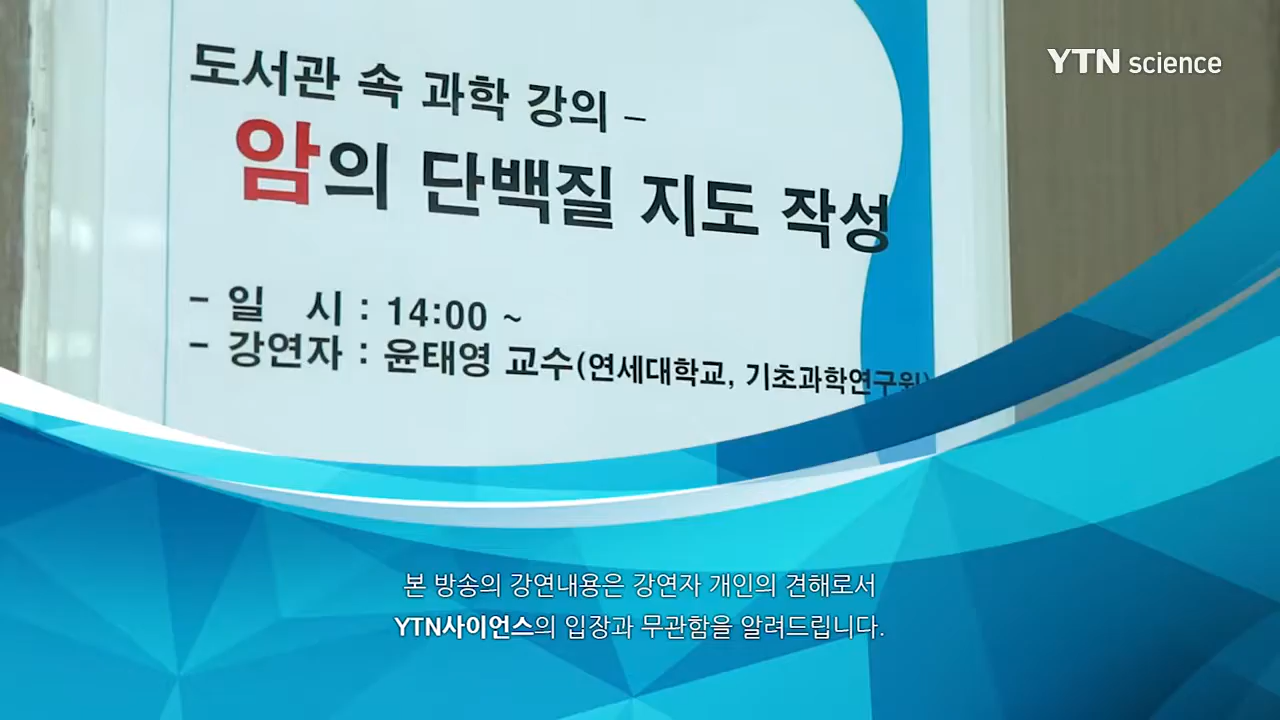 YTN science
도서관 속 과학 강의 –
암의 단백질 지도 작성
- 일 시 : 14:00 ~
- 강연자 : 윤태영 교수(연세대학교, 기초과학연구원)
본 방송의 강연내용은 강연자 개인의 견해로서
YTN사이언스의 입장과 무관함을 알려드립니다.